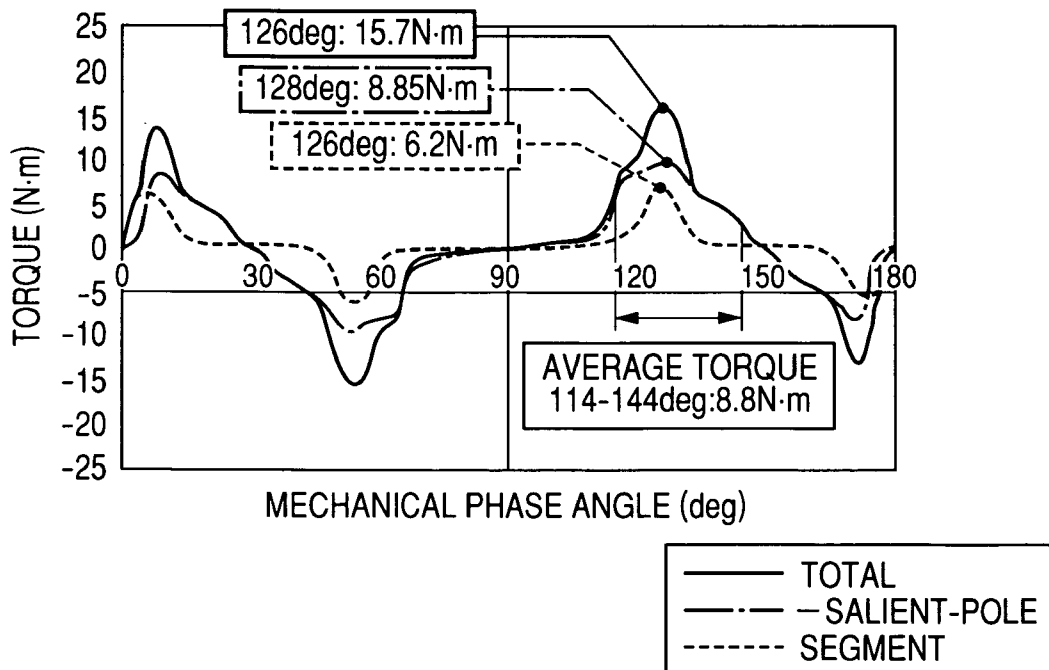 25
20
15
10
5
0
-5
-10
-15
-20
-25
TORQUE (N·m)
126deg: 15.7N·m
128deg: 8.85N·m
126deg: 6.2N·m
0 30 60 90 120 150 180
AVERAGE TORQUE
114-144deg:8.8N·m
MECHANICAL PHASE ANGLE (deg)
TOTAL
SALIENT-POLE
SEGMENT